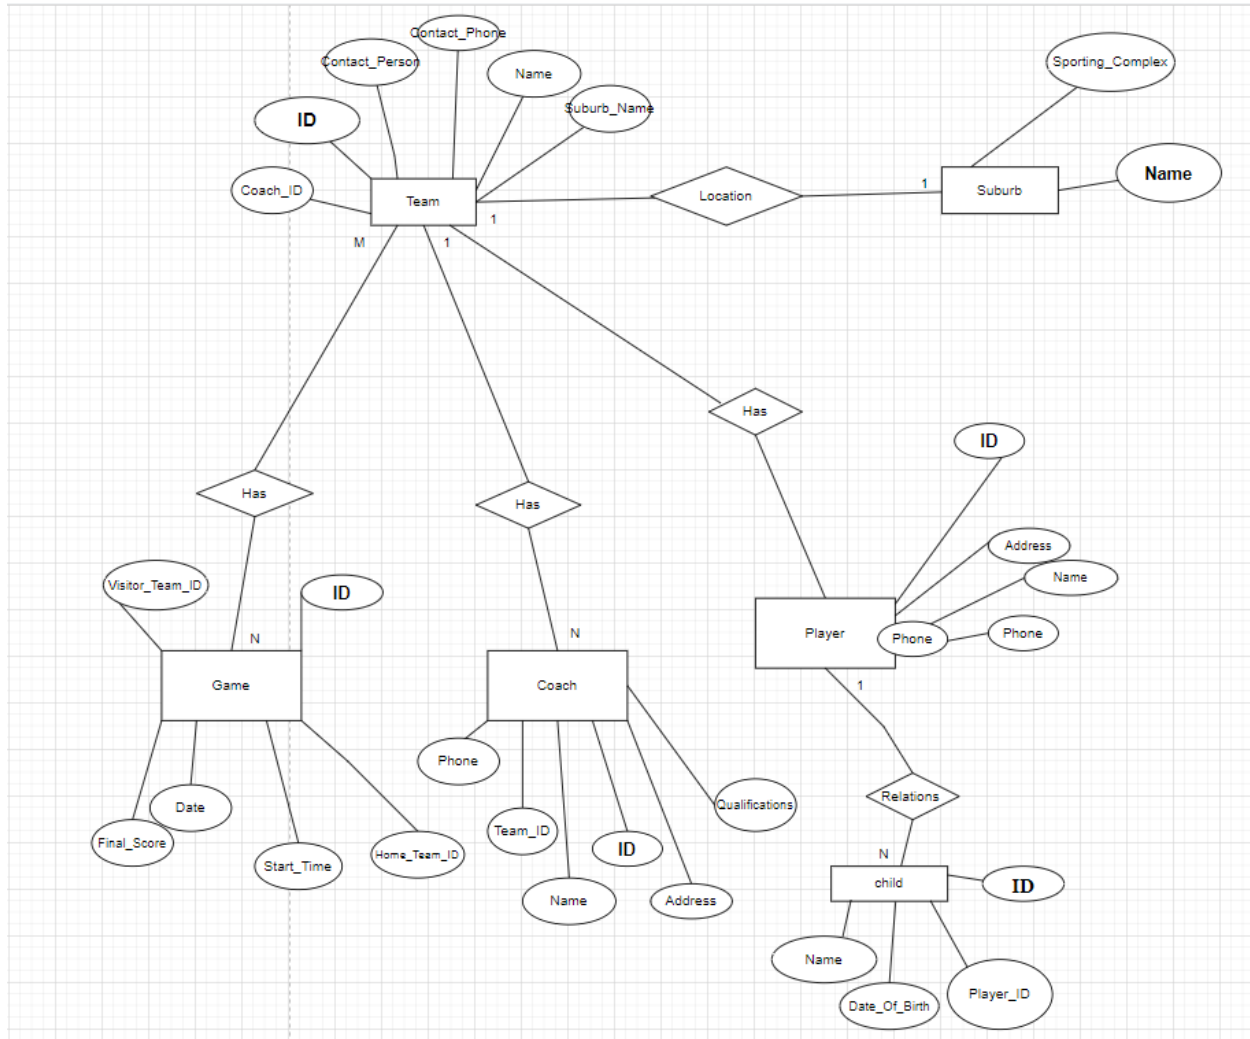 Contact_Phone
Contact_Person
Name
Sporting_Complex
Suburb_Name
ID
Coach_ID
Team
Location
Suburb
Name
1
1
M
1
Has
Has
Has
ID
Visitor_Team_ID
ID
Address
Name
Phone
Phone
Player
N
N
Game
Coach
1
Phone
Relations
Qualifications
Date
Team_ID
Final_Score
Start_Time
Home_Team_ID
ID
N
child
ID
Name
Address
Name
Date_Of_Birth
Player_ID